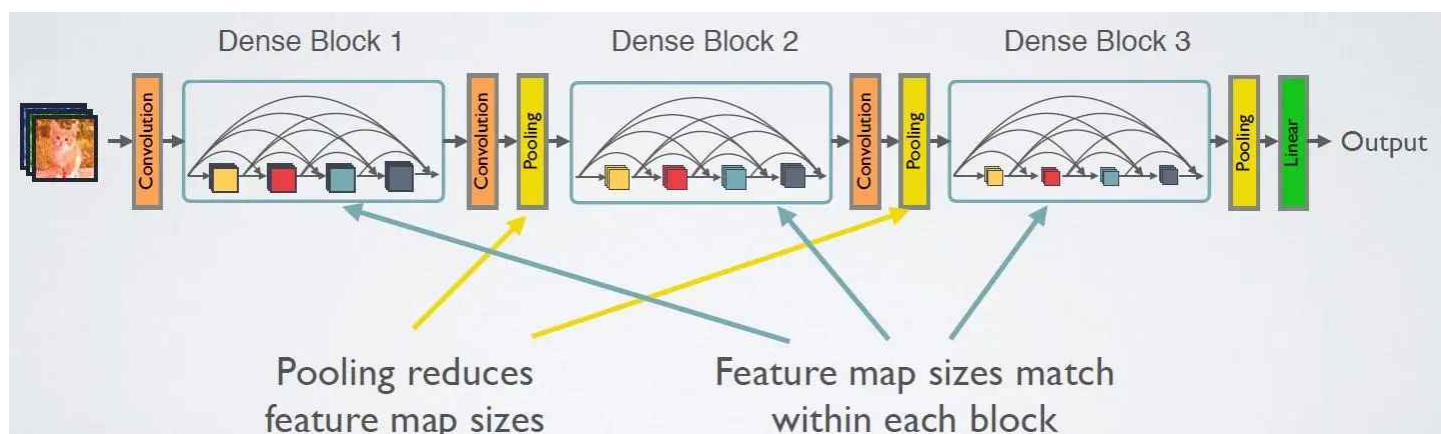 Dense Block 1
Dense Block 2
Dense Block 3
Convolution
Convolution
Pooling
Convolution
Pooling
Pooling
Linear
Output
Pooling reduces
feature map sizes
Feature map sizes match
within each block